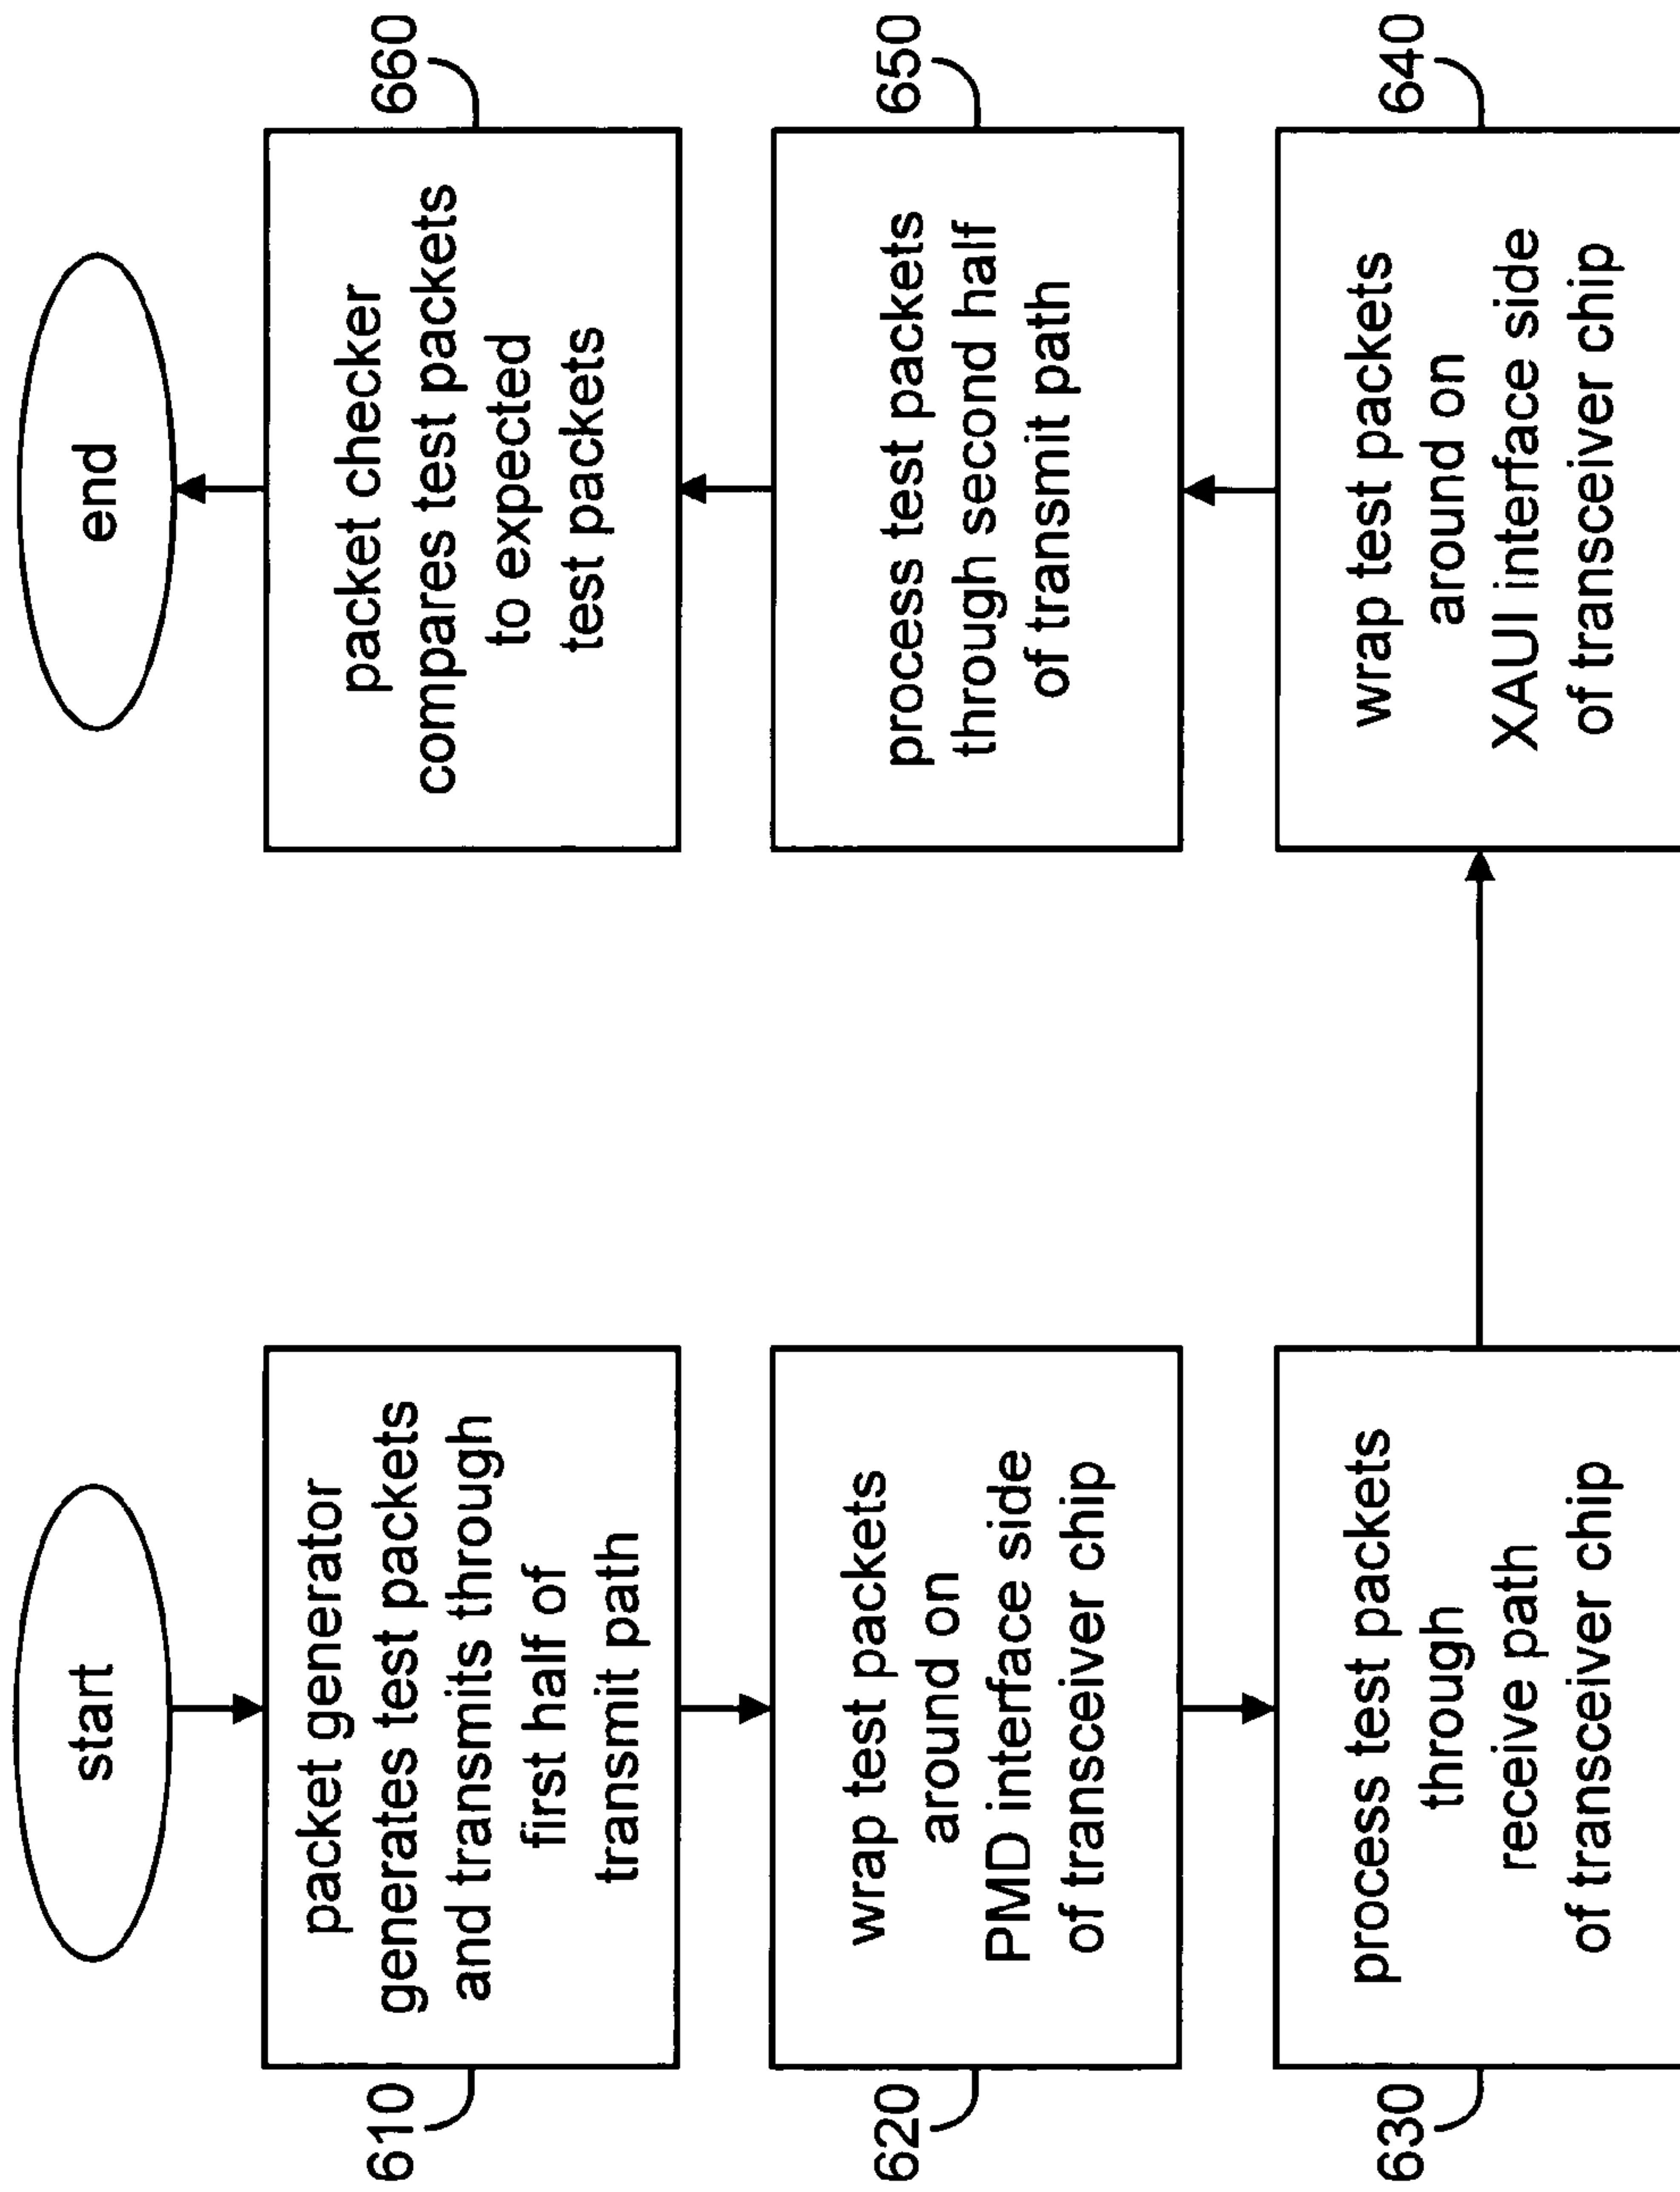 start
610
packet generator
generates test packets
and transmits through
first half of
transmit path
620
wrap test packets
around on
PMD interface side
of transceiver chip
630
process test packets
through
receive path
of transceiver chip
640
wrap test packets
around on
XAUI interface side
of transceiver chip
650
process test packets
through second half
of transmit path
660
packet checker
compares test packets
to expected
test packets
end